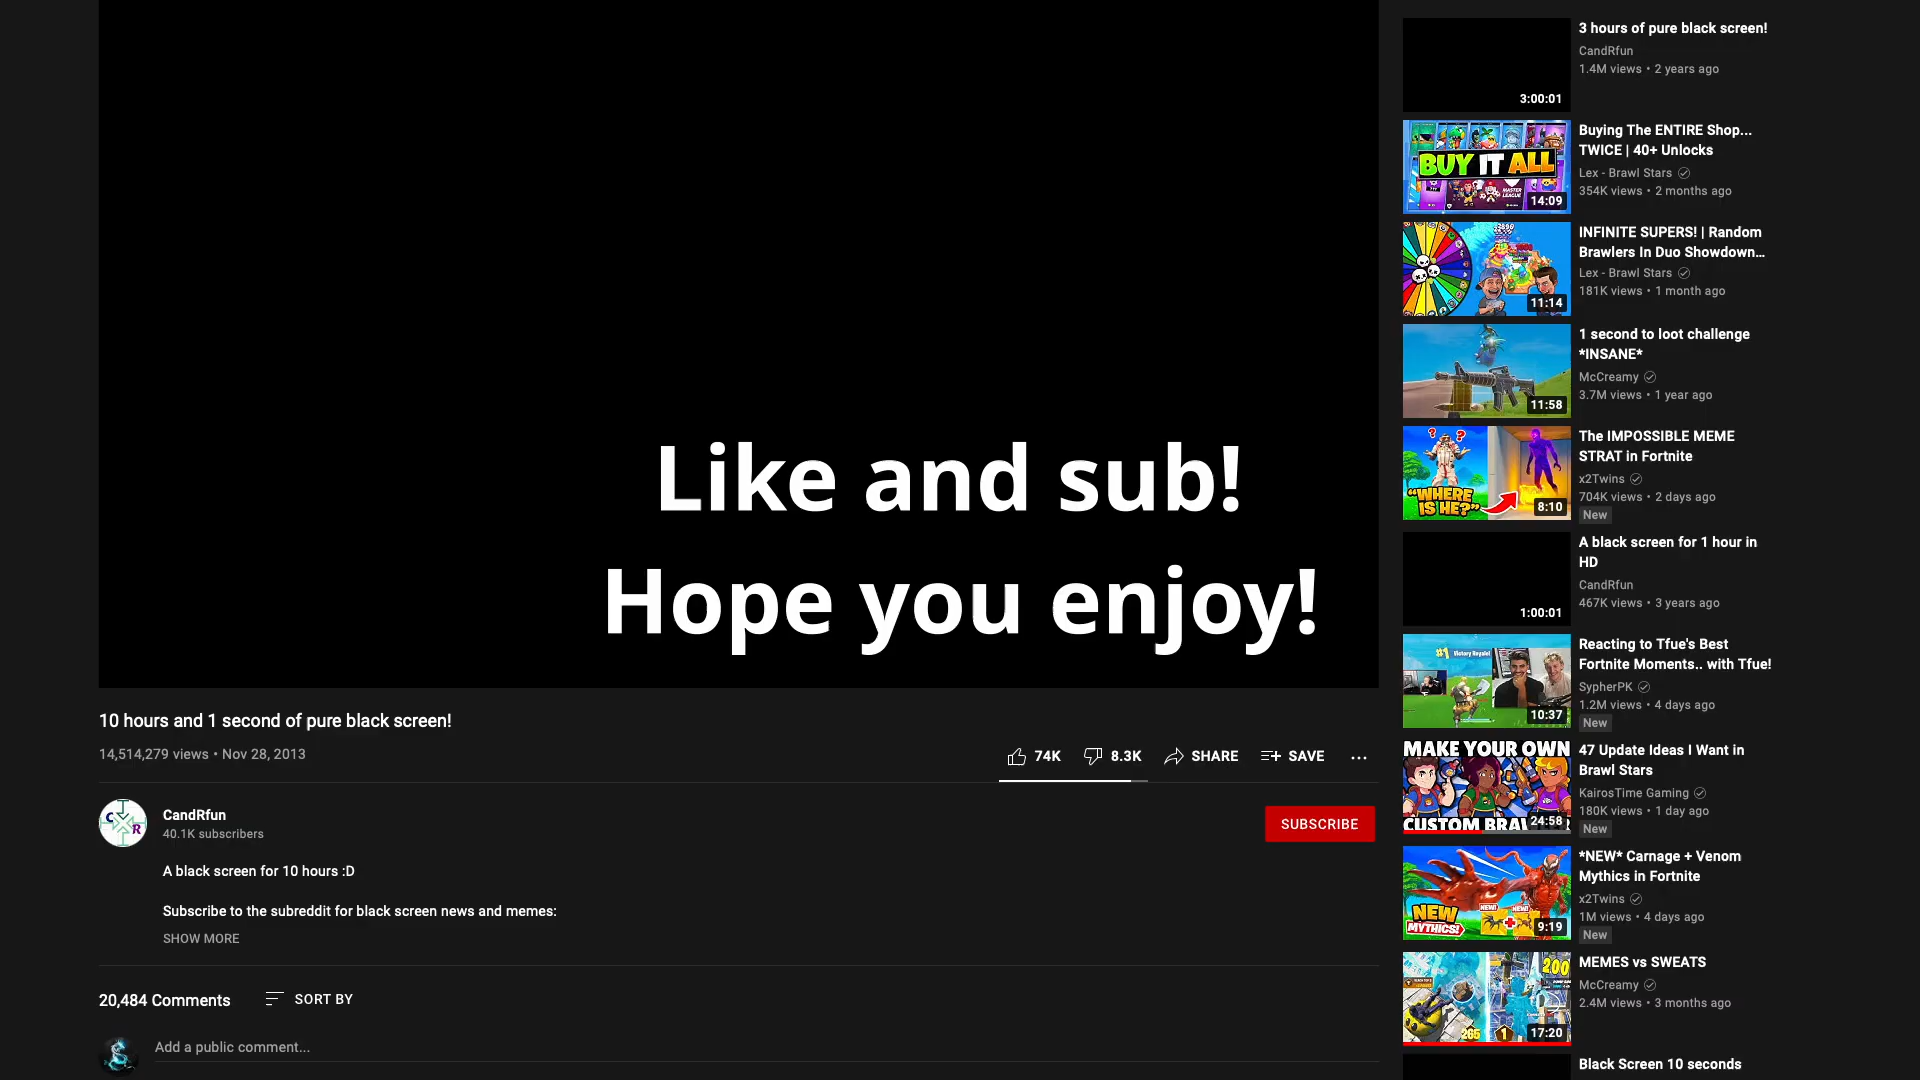 Like and sub!
Hope you enjoy!
10 hours and 1 second of pure black screen!
14,514,279 views • Nov 28, 2013
74K
8.3K
SHARE
SAVE
CandRfun
40.1K subscribers
SUBSCRIBE
A black screen for 10 hours :D
Subscribe to the subreddit for black screen news and memes:
SHOW MORE
20,484 Comments
SORT BY
Add a public comment...
3:00:01
3 hours of pure black screen!
CandRfun
1.4M views • 2 years ago
BUY IT ALL
MASTER
LEAGUE
14:09
Buying The ENTIRE Shop...
TWICE | 40+ Unlocks
Lex - Brawl Stars
354K views • 2 months ago
11:14
INFINITE SUPERS! | Random
Brawlers In Duo Showdown...
Lex - Brawl Stars
181K views • 1 month ago
11:58
1 second to loot challenge
*INSANE*
McCreamy
3.7M views • 1 year ago
? ?
"WHERE
IS HE?"
8:10
The IMPOSSIBLE MEME
STRAT in Fortnite
x2Twins
704K views • 2 days ago
New
1:00:01
A black screen for 1 hour in
HD
CandRfun
467K views • 3 years ago
#1 Victory Royale!
10:37
Reacting to Tfue's Best
Fortnite Moments.. with Tfue!
SypherPK
1.2M views • 4 days ago
New
MAKE YOUR OWN
CUSTOM
24:58
47 Update Ideas I Want in
Brawl Stars
KairosTime Gaming
180K views • 1 day ago
New
NEW
MYTHICS!
NEW! NEW!
9:19
*NEW* Carnage + Venom
Mythics in Fortnite
x2Twins
1M views • 4 days ago
New
200
265
1
17:20
MEMES vs SWEATS
McCreamy
2.4M views • 3 months ago
Black Screen 10 seconds